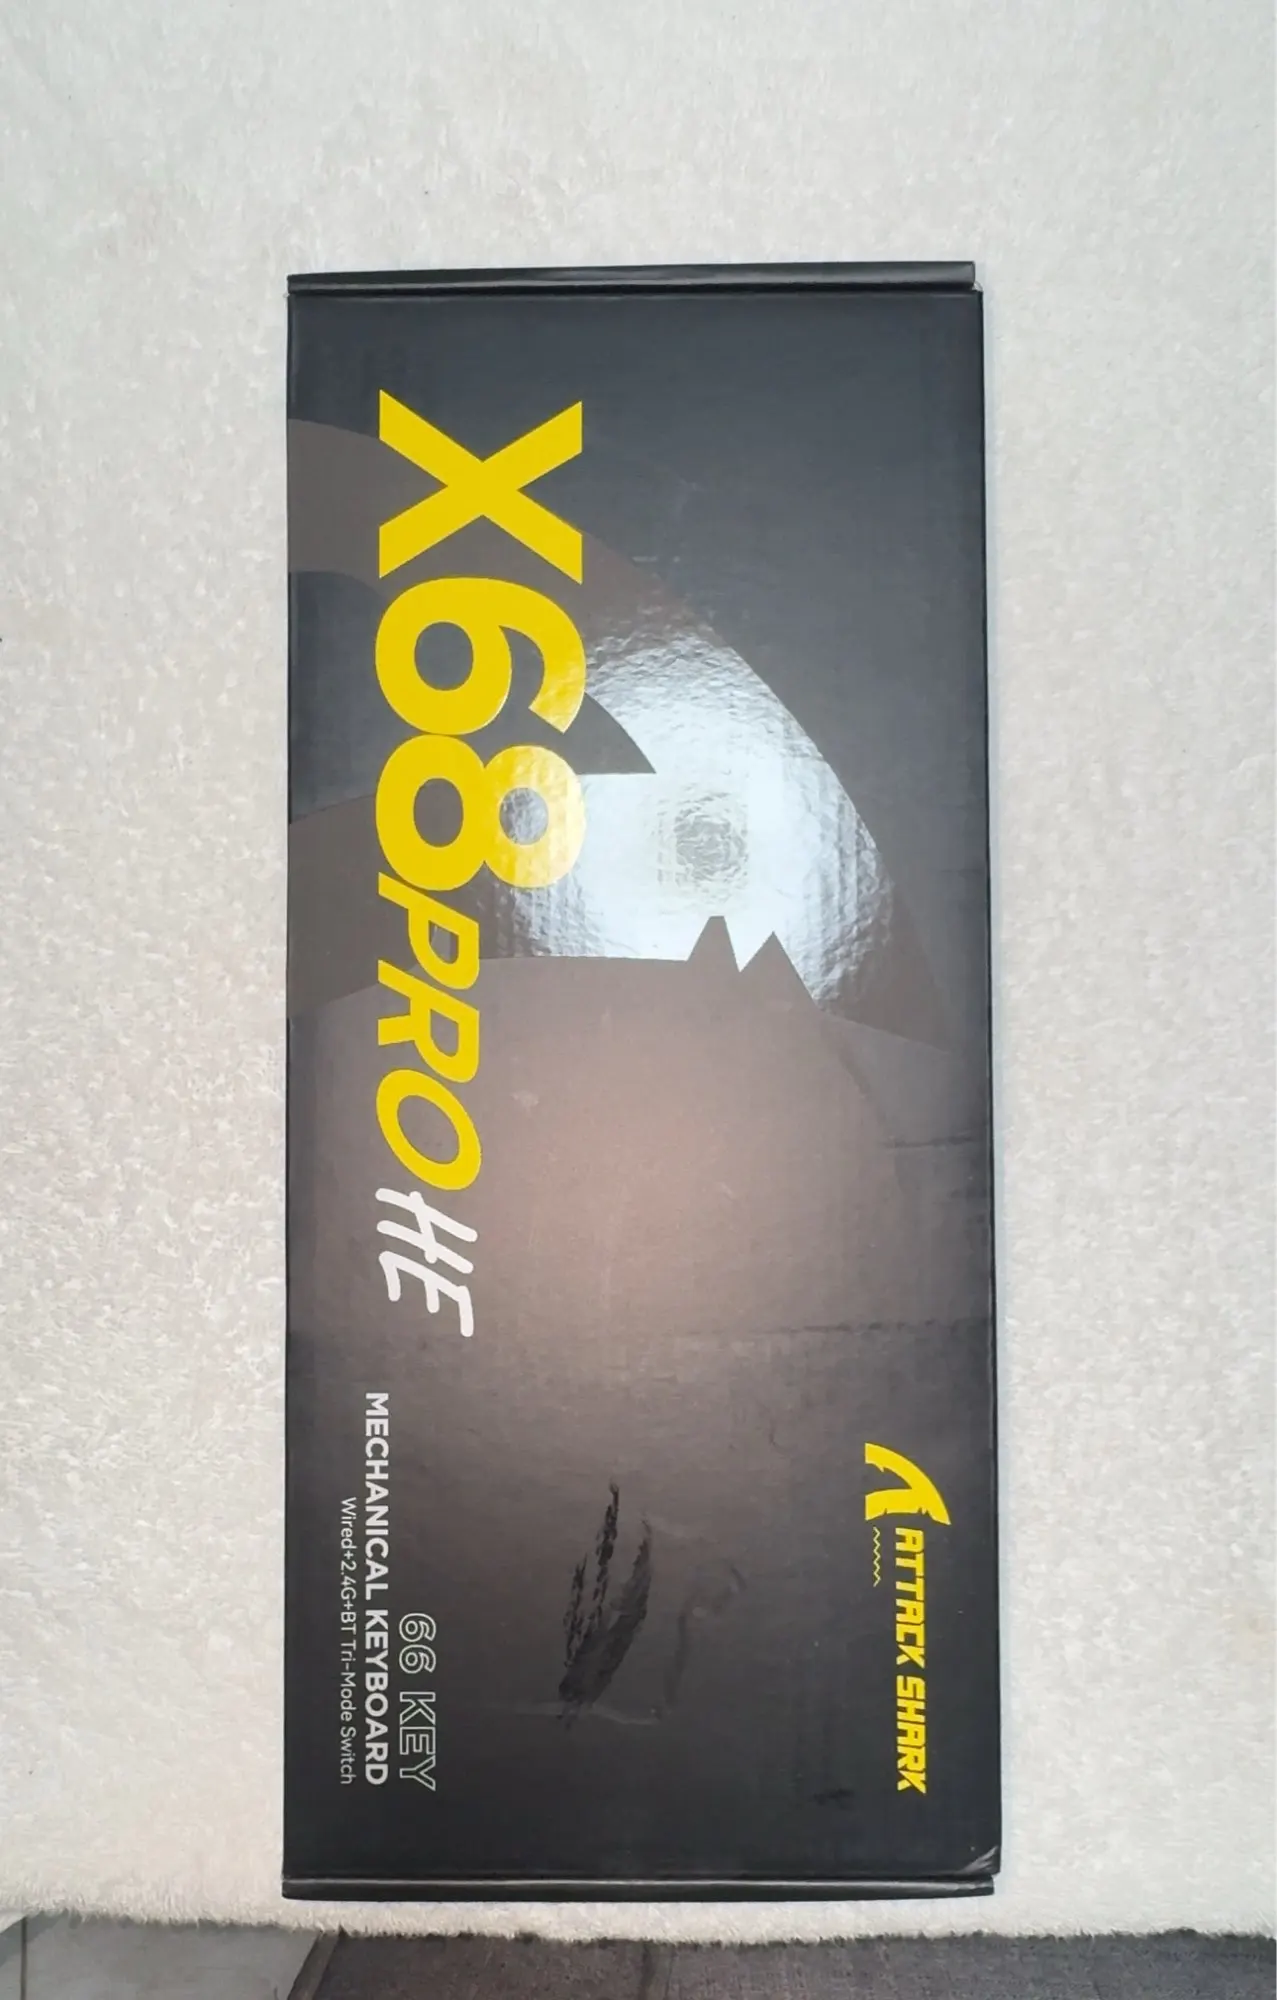 ATTACK SHARK
X68PRO HE
66 KEY
MECHANICAL KEYBOARD
Wired+2.4G+BT Tri-Mode Switch